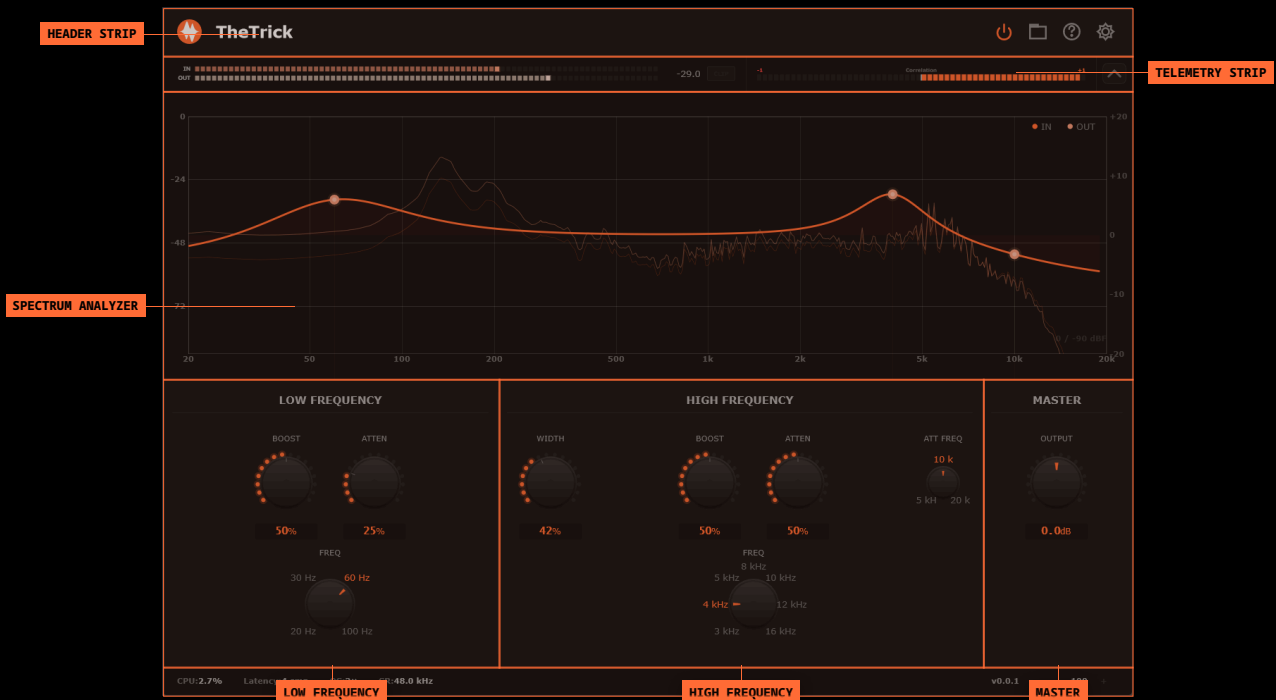 HEADER STRIP
TheTrick
IN
OUT
-29.0
-1
Correlation
+1
TELEMETRY STRIP
0
+20
IN
OUT
-24
+10
-48
0
SPECTRUM ANALYZER
-72
-10
0 / -90 dBF
-20
20
50
100
200
500
1k
2k
5k
10k
20k
LOW FREQUENCY
HIGH FREQUENCY
MASTER
BOOST
ATTEN
WIDTH
BOOST
ATTEN
ATT FREQ
OUTPUT
10 k
5 kH
20 k
50%
25%
42%
50%
50%
0.0dB
FREQ
30 Hz
60 Hz
20 Hz
100 Hz
FREQ
8 kHz
5 kHz
10 kHz
4 kHz
12 kHz
3 kHz
16 kHz
CPU:2.7%
48.0 kHz
v0.0.1
LOW FREQUENCY
HIGH FREQUENCY
MASTER